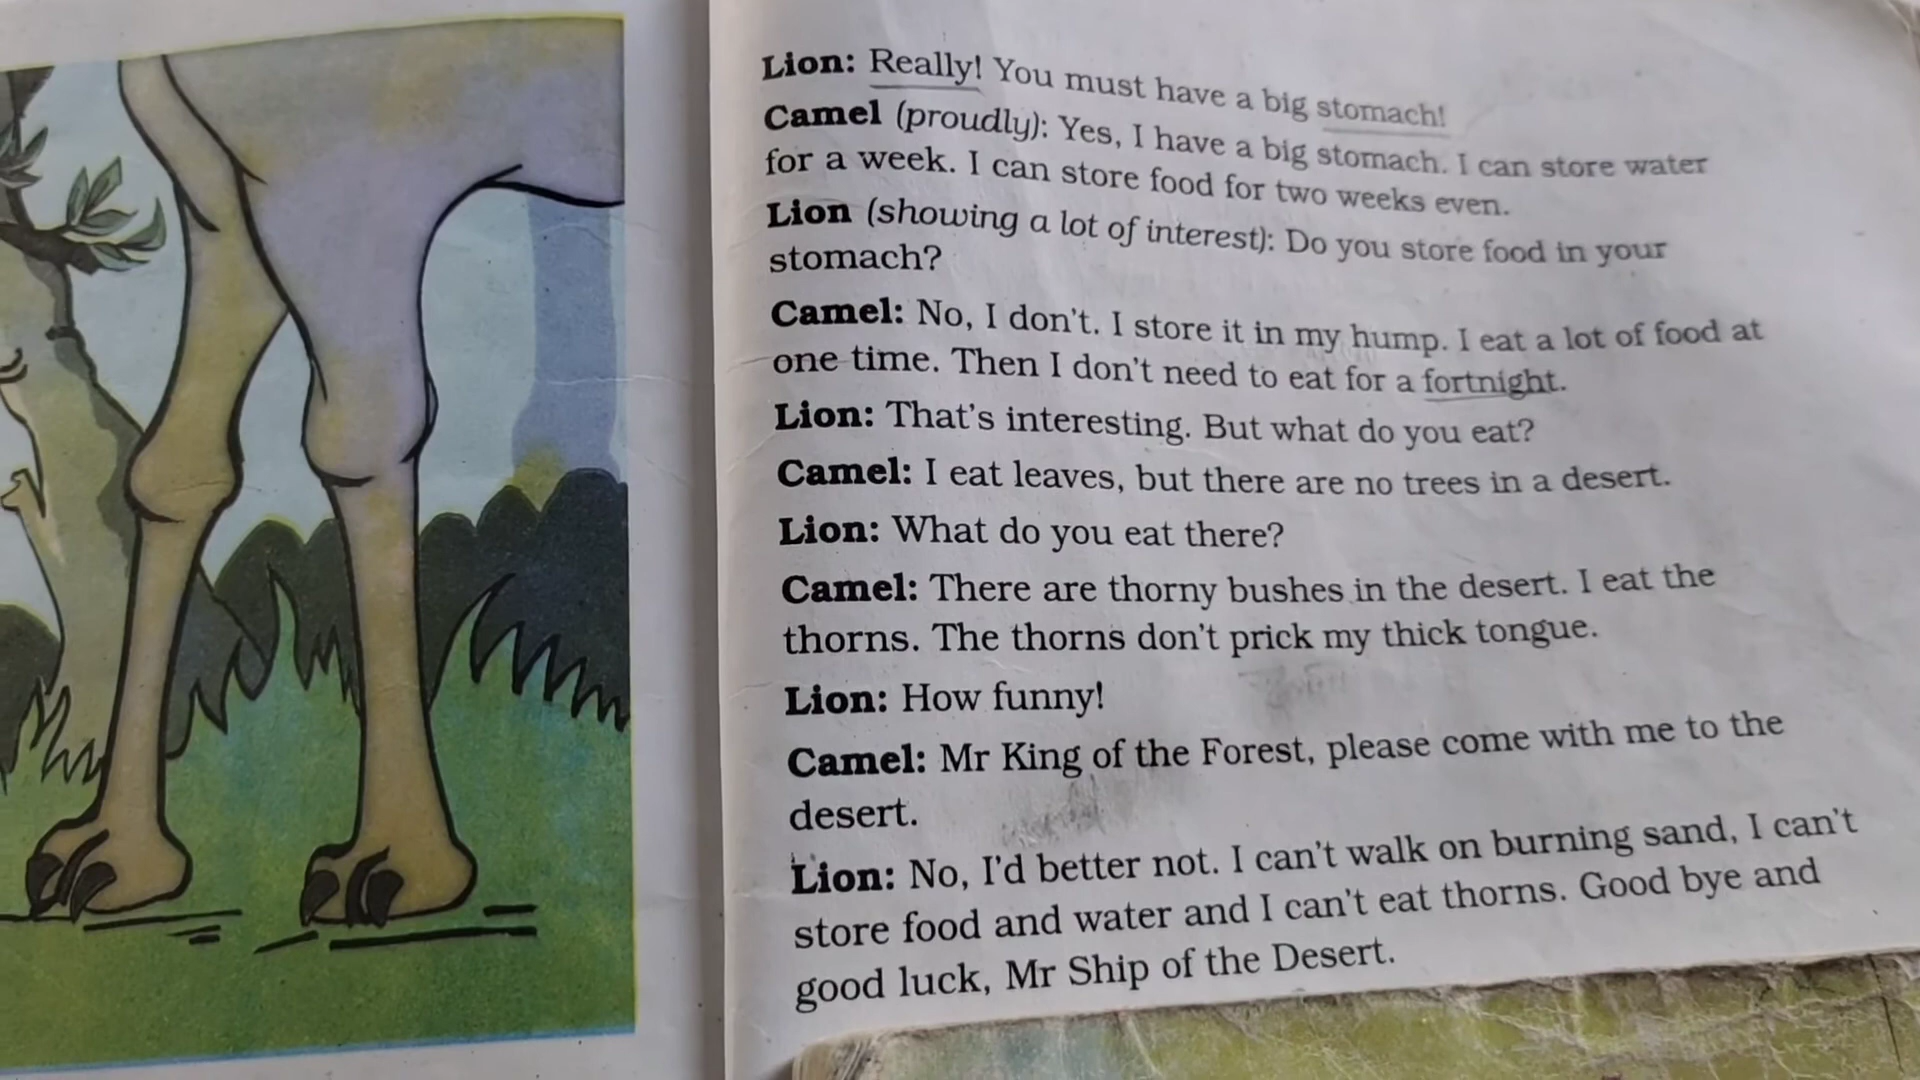 Lion: Really! You must have a big stomach!
Camel (proudly): Yes, I have a big stomach. I can store water
for a week. I can store food for two weeks even.
Lion (showing a lot of interest): Do you store food in your
stomach?
Camel: No, I don't. I store it in my hump. I eat a lot of food at
one time. Then I don't need to eat for a fortnight.
Lion: That's interesting. But what do you eat?
Camel: I eat leaves, but there are no trees in a desert.
Lion: What do you eat there?
Camel: There are thorny bushes in the desert. I eat the
thorns. The thorns don't prick my thick tongue.
Lion: How funny!
Camel: Mr King of the Forest, please come with me to the
desert.
Lion: No, I'd better not. I can't walk on burning sand, I can't
store food and water and I can't eat thorns. Good bye and
good luck, Mr Ship of the Desert.